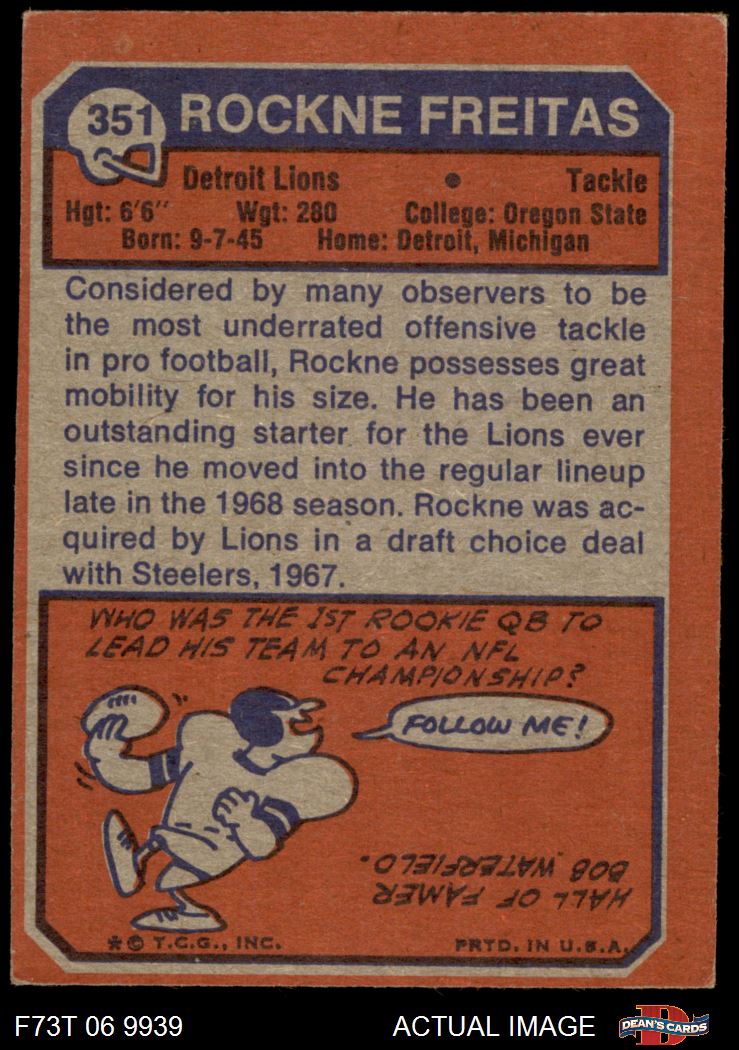 351 ROCKNE FREITAS
Detroit Lions • Tackle
Hgt: 6'6" Wgt: 280 College: Oregon State
Born: 9-7-45 Home: Detroit, Michigan
Considered by many observers to be
the most underrated offensive tackle
in pro football, Rockne possesses great
mobility for his size. He has been an
outstanding starter for the Lions ever
since he moved into the regular lineup
late in the 1968 season. Rockne was ac-
quired by Lions in a draft choice deal
with Steelers, 1967.
WHO WAS THE 1ST ROOKIE QB TO
LEAD HIS TEAM TO AN NFL
CHAMPIONSHIP?
FOLLOW ME!
HALL OF FAMER
BOB WATERFIELD.
*© T.C.G., INC. PRTD. IN U.S.A.
F73T 06 9939 ACTUAL IMAGE D DEAN'S CARDS